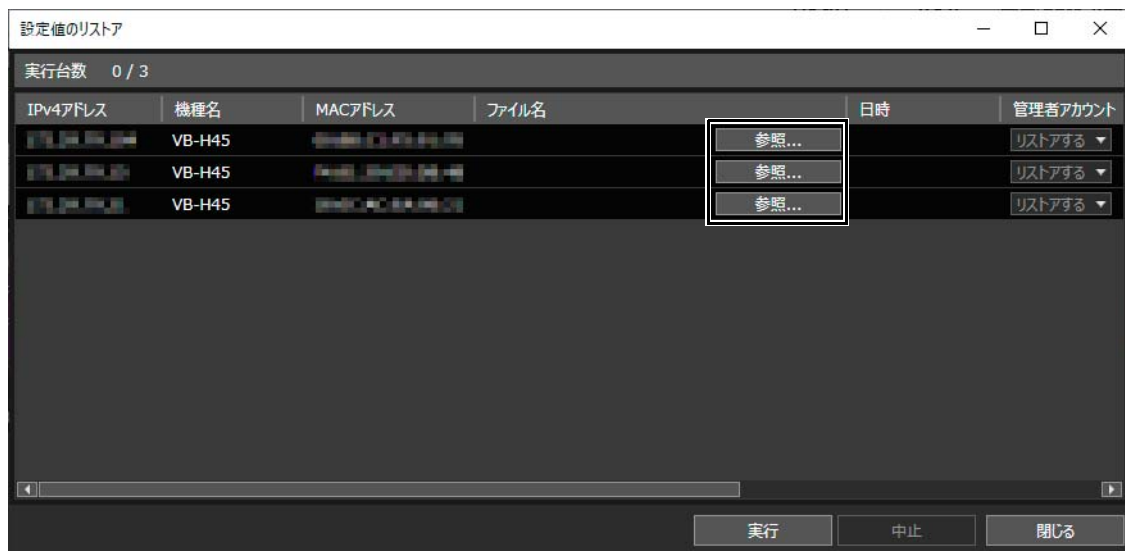 設定値のリストア
実行台数 0 / 3
IPv4アドレス 機種名 MACアドレス ファイル名 日時 管理者アカウント
VB-H45 参照... リストアする
VB-H45 参照... リストアする
VB-H45 参照... リストアする
実行 中止 閉じる